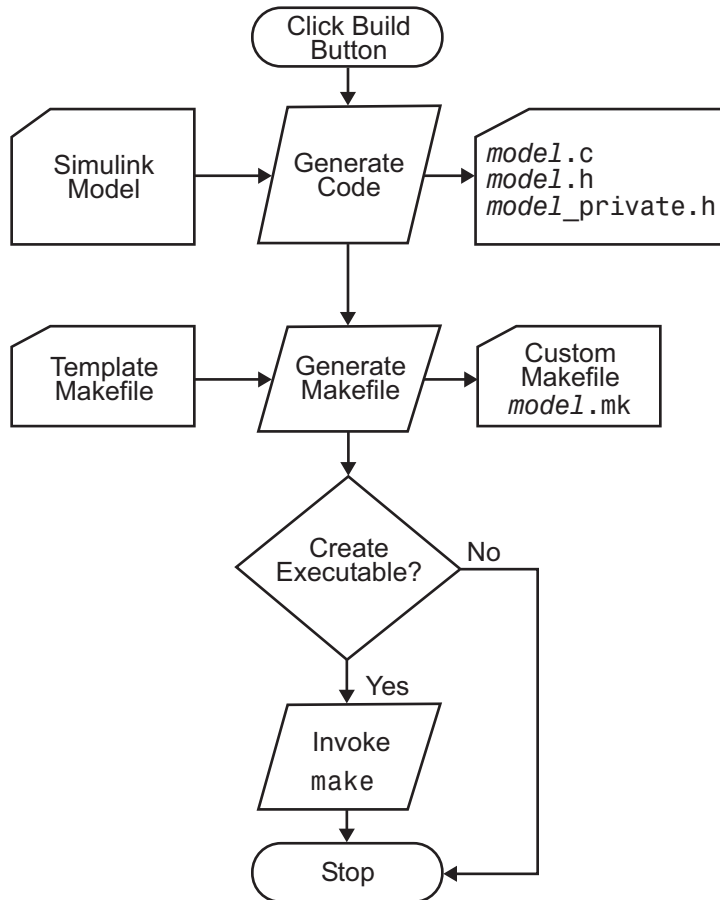 Click Build
Button
Simulink
Model
Generate
Code
model.c
model.h
model_private.h
Template
Makefile
Generate
Makefile
Custom
Makefile
model.mk
Create
Executable?
No
Yes
Invoke
make
Stop